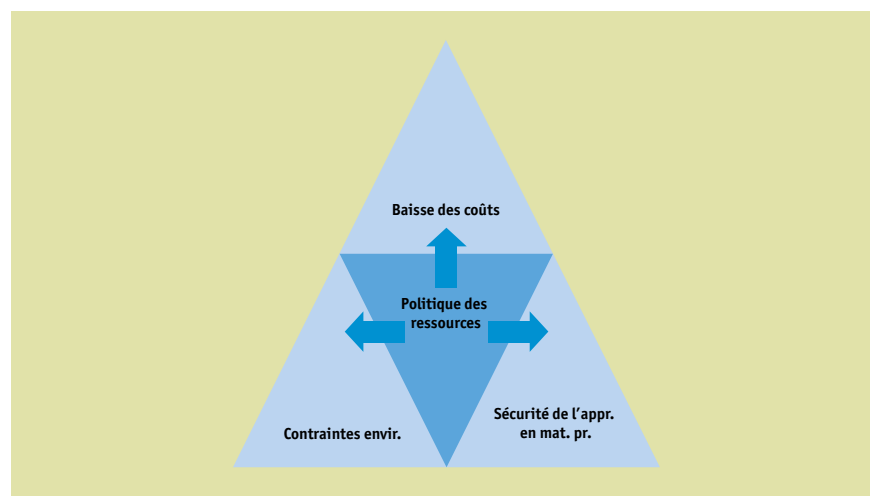 Baisse des coûts
Politique des
ressources
Contraintes envir.
Sécurité de l'appr.
en mat. pr.